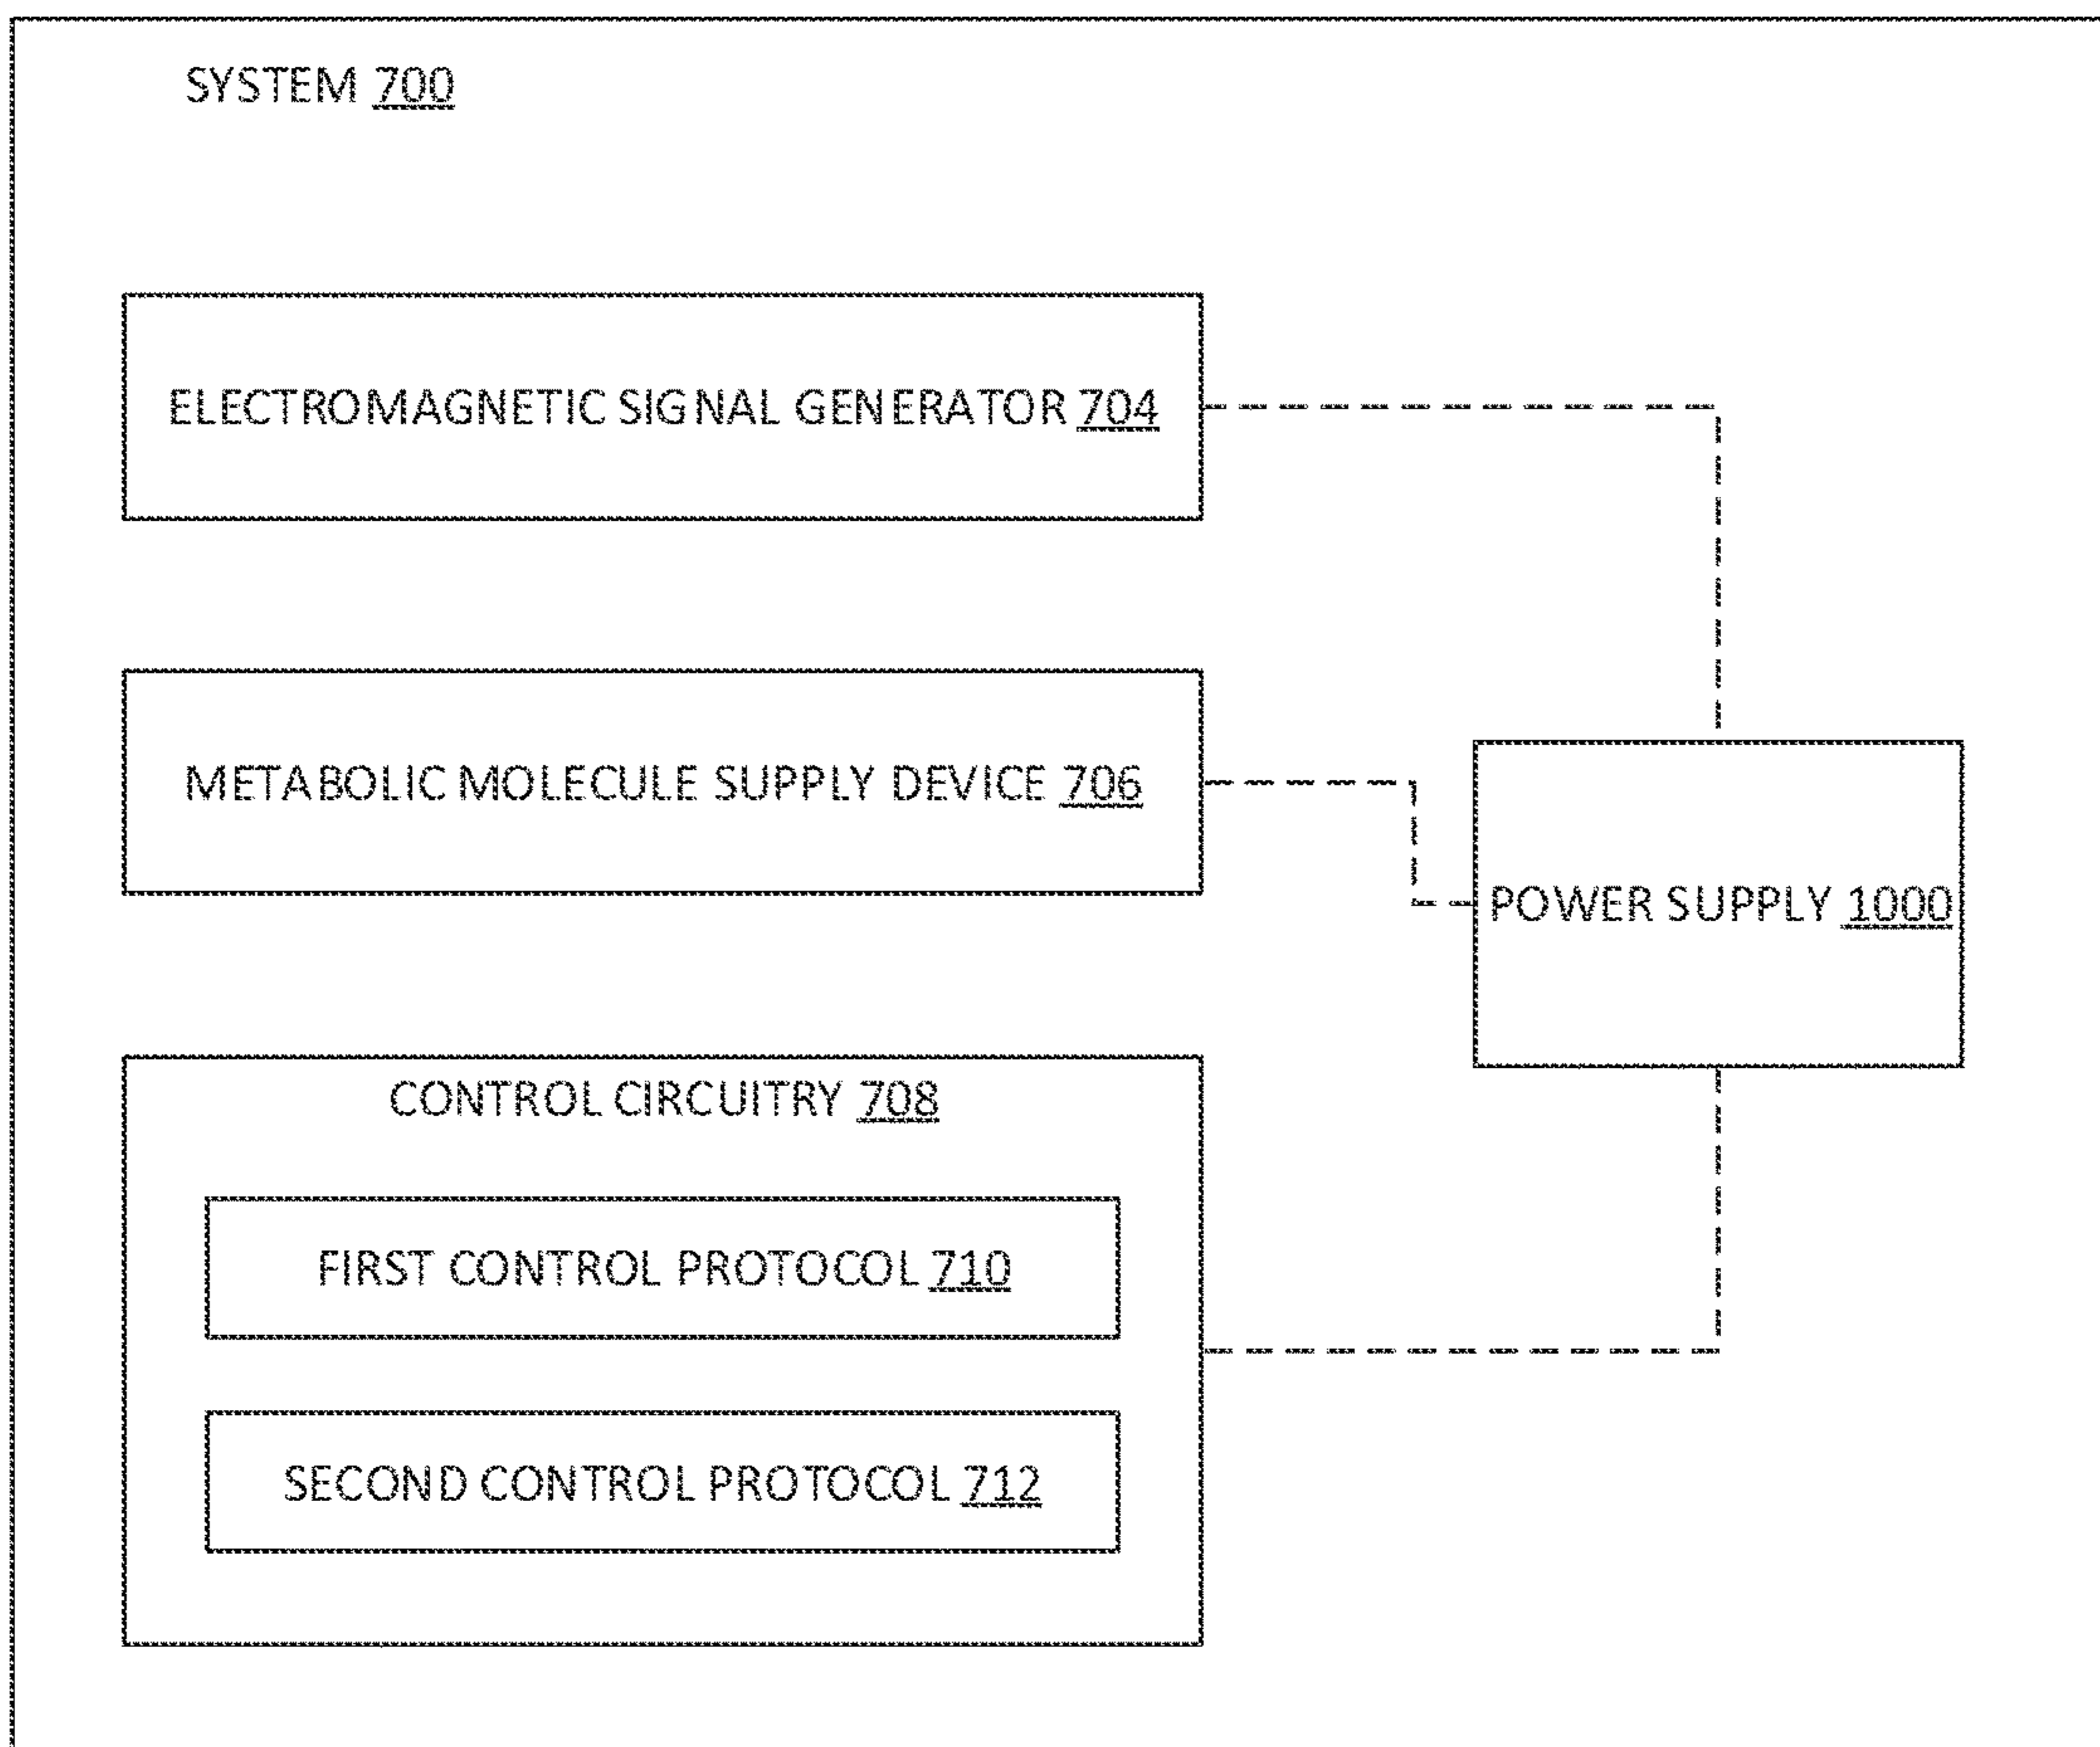 SYSTEM 700
ELECTROMAGNETIC SIGNAL GENERATOR 704
METABOLIC MOLECULE SUPPLY DEVICE 706
POWER SUPPLY 1000
CONTROL CIRCUITRY 708
FIRST CONTROL PROTOCOL 710
SECOND CONTROL PROTOCOL 712